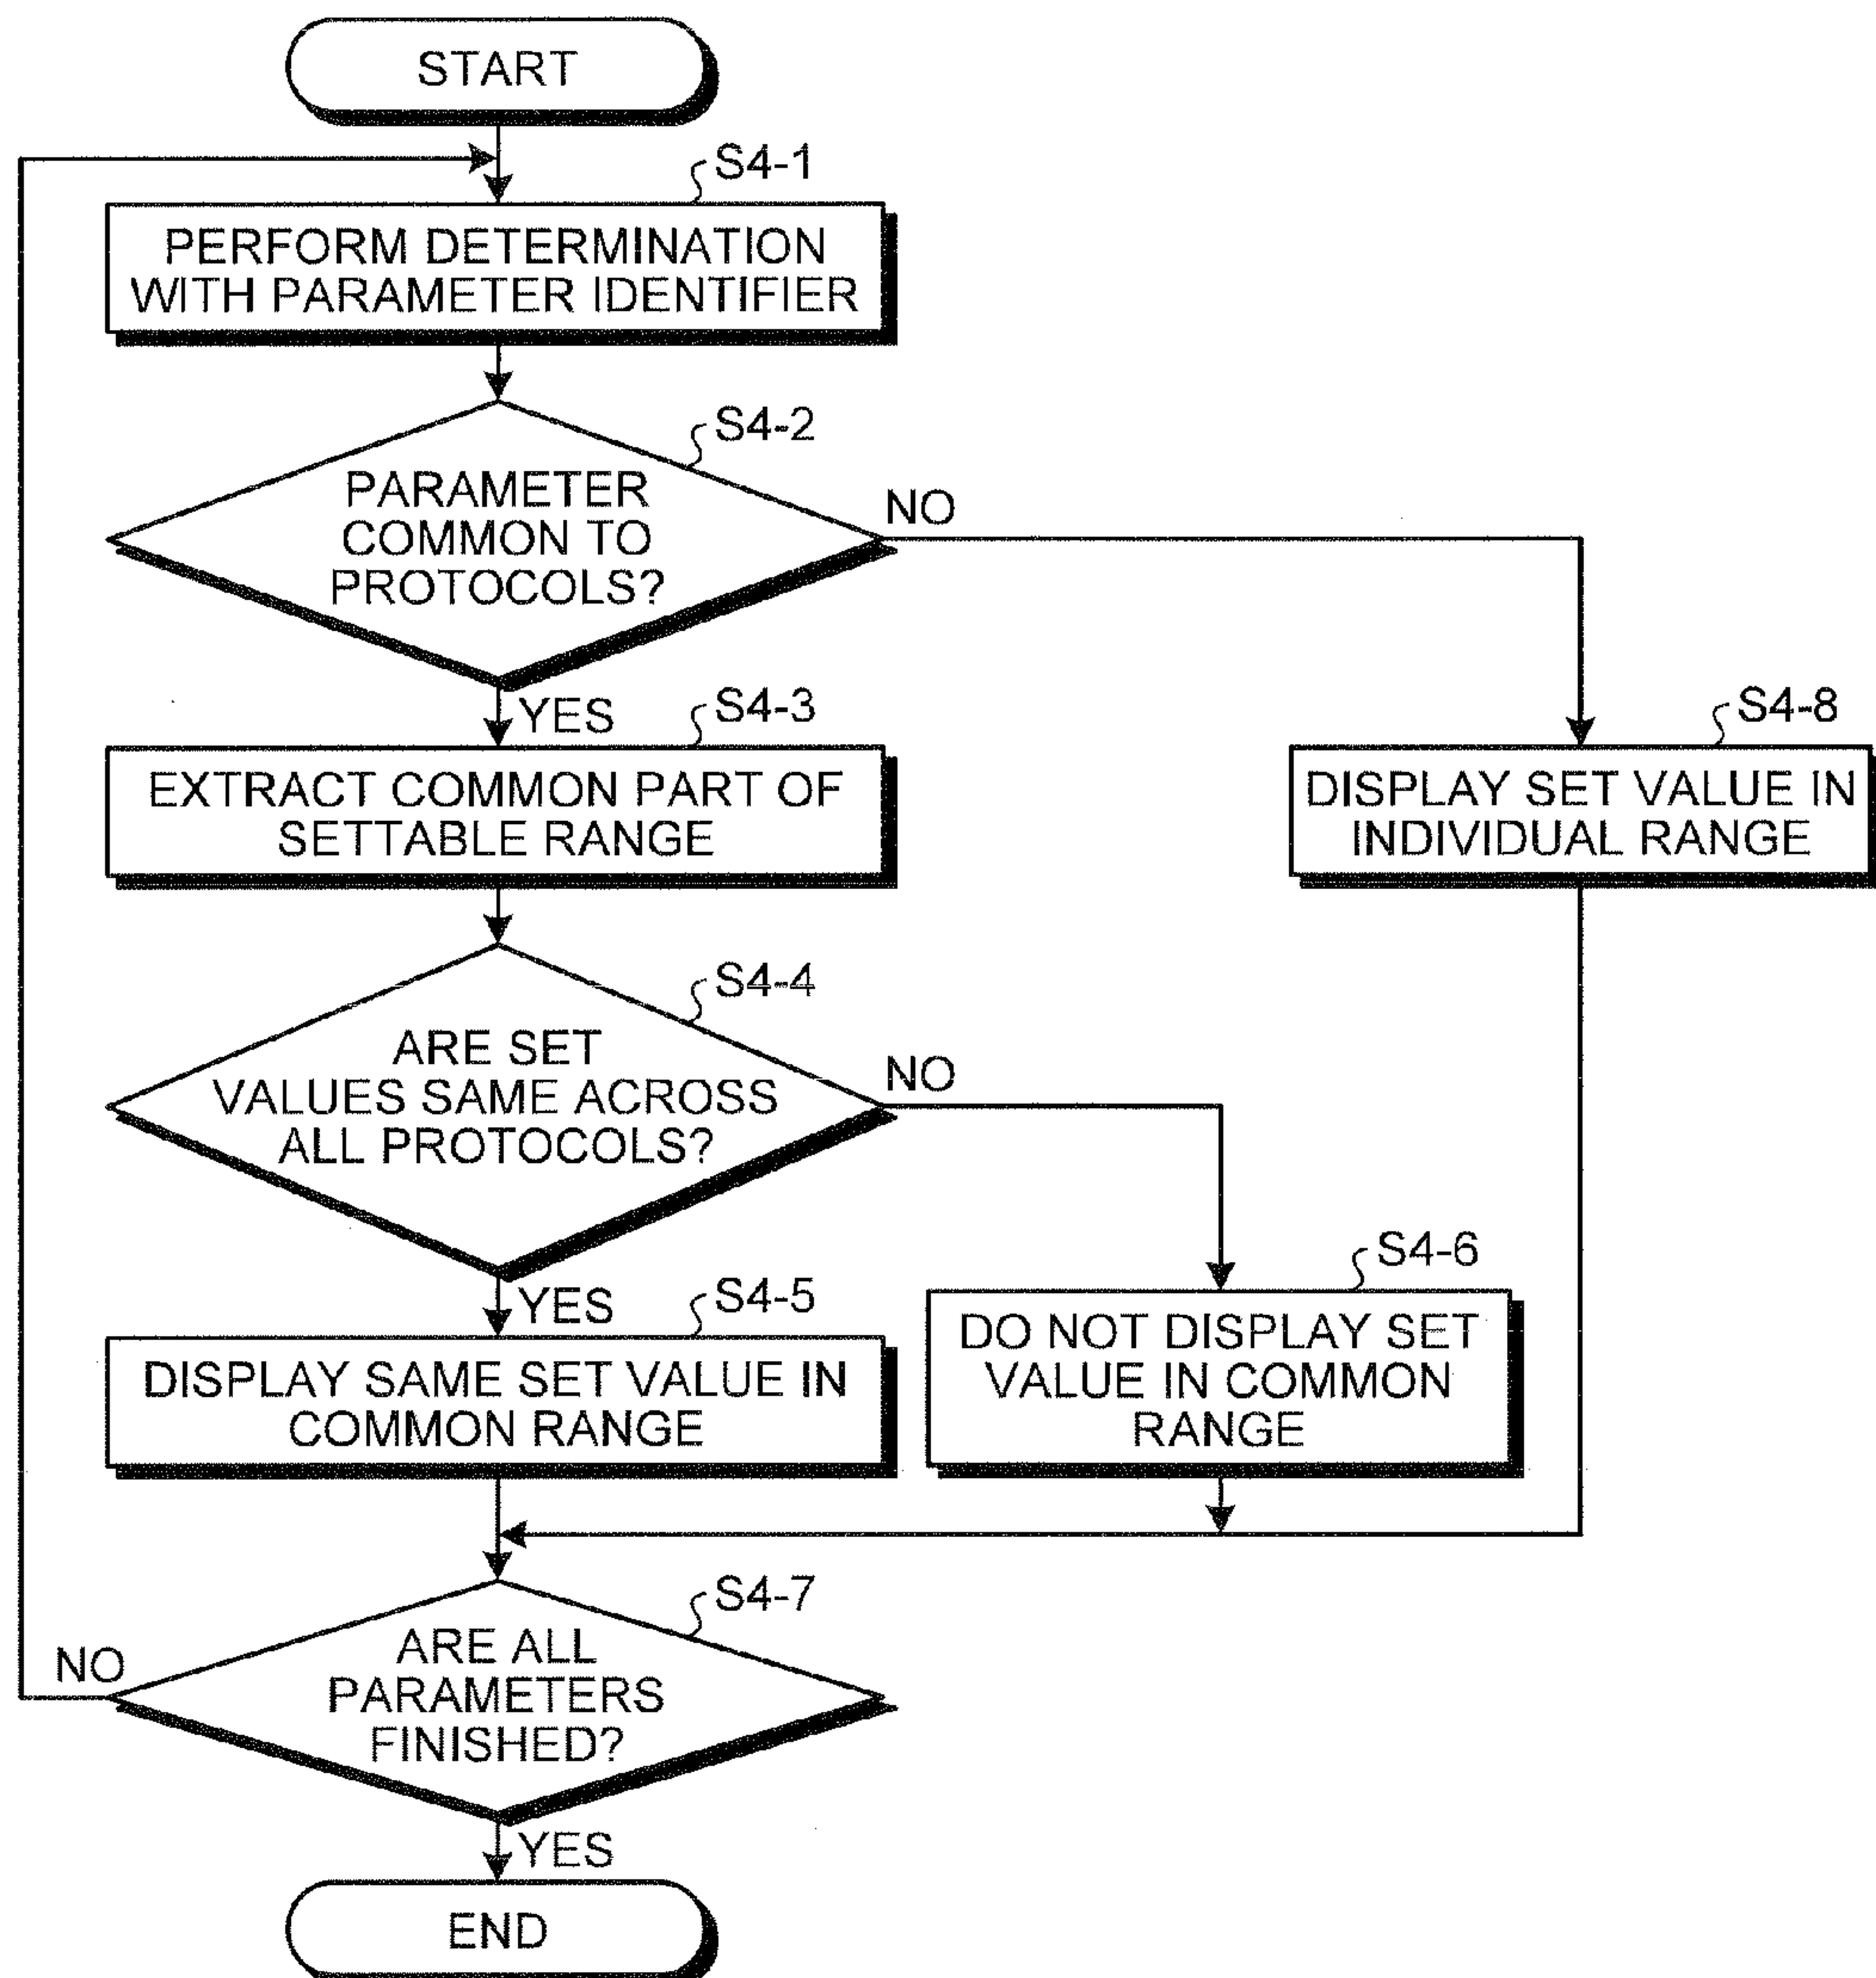 START
S4-1
PERFORM DETERMINATION
WITH PARAMETER IDENTIFIER
S4-2
PARAMETER
COMMON TO
PROTOCOLS?
NO
YES
S4-3
EXTRACT COMMON PART OF
SETTABLE RANGE
S4-8
DISPLAY SET VALUE IN
INDIVIDUAL RANGE
S4-4
ARE SET
VALUES SAME ACROSS
ALL PROTOCOLS?
NO
YES
S4-5
DISPLAY SAME SET VALUE IN
COMMON RANGE
S4-6
DO NOT DISPLAY SET
VALUE IN COMMON
RANGE
S4-7
ARE ALL
PARAMETERS
FINISHED?
NO
YES
END